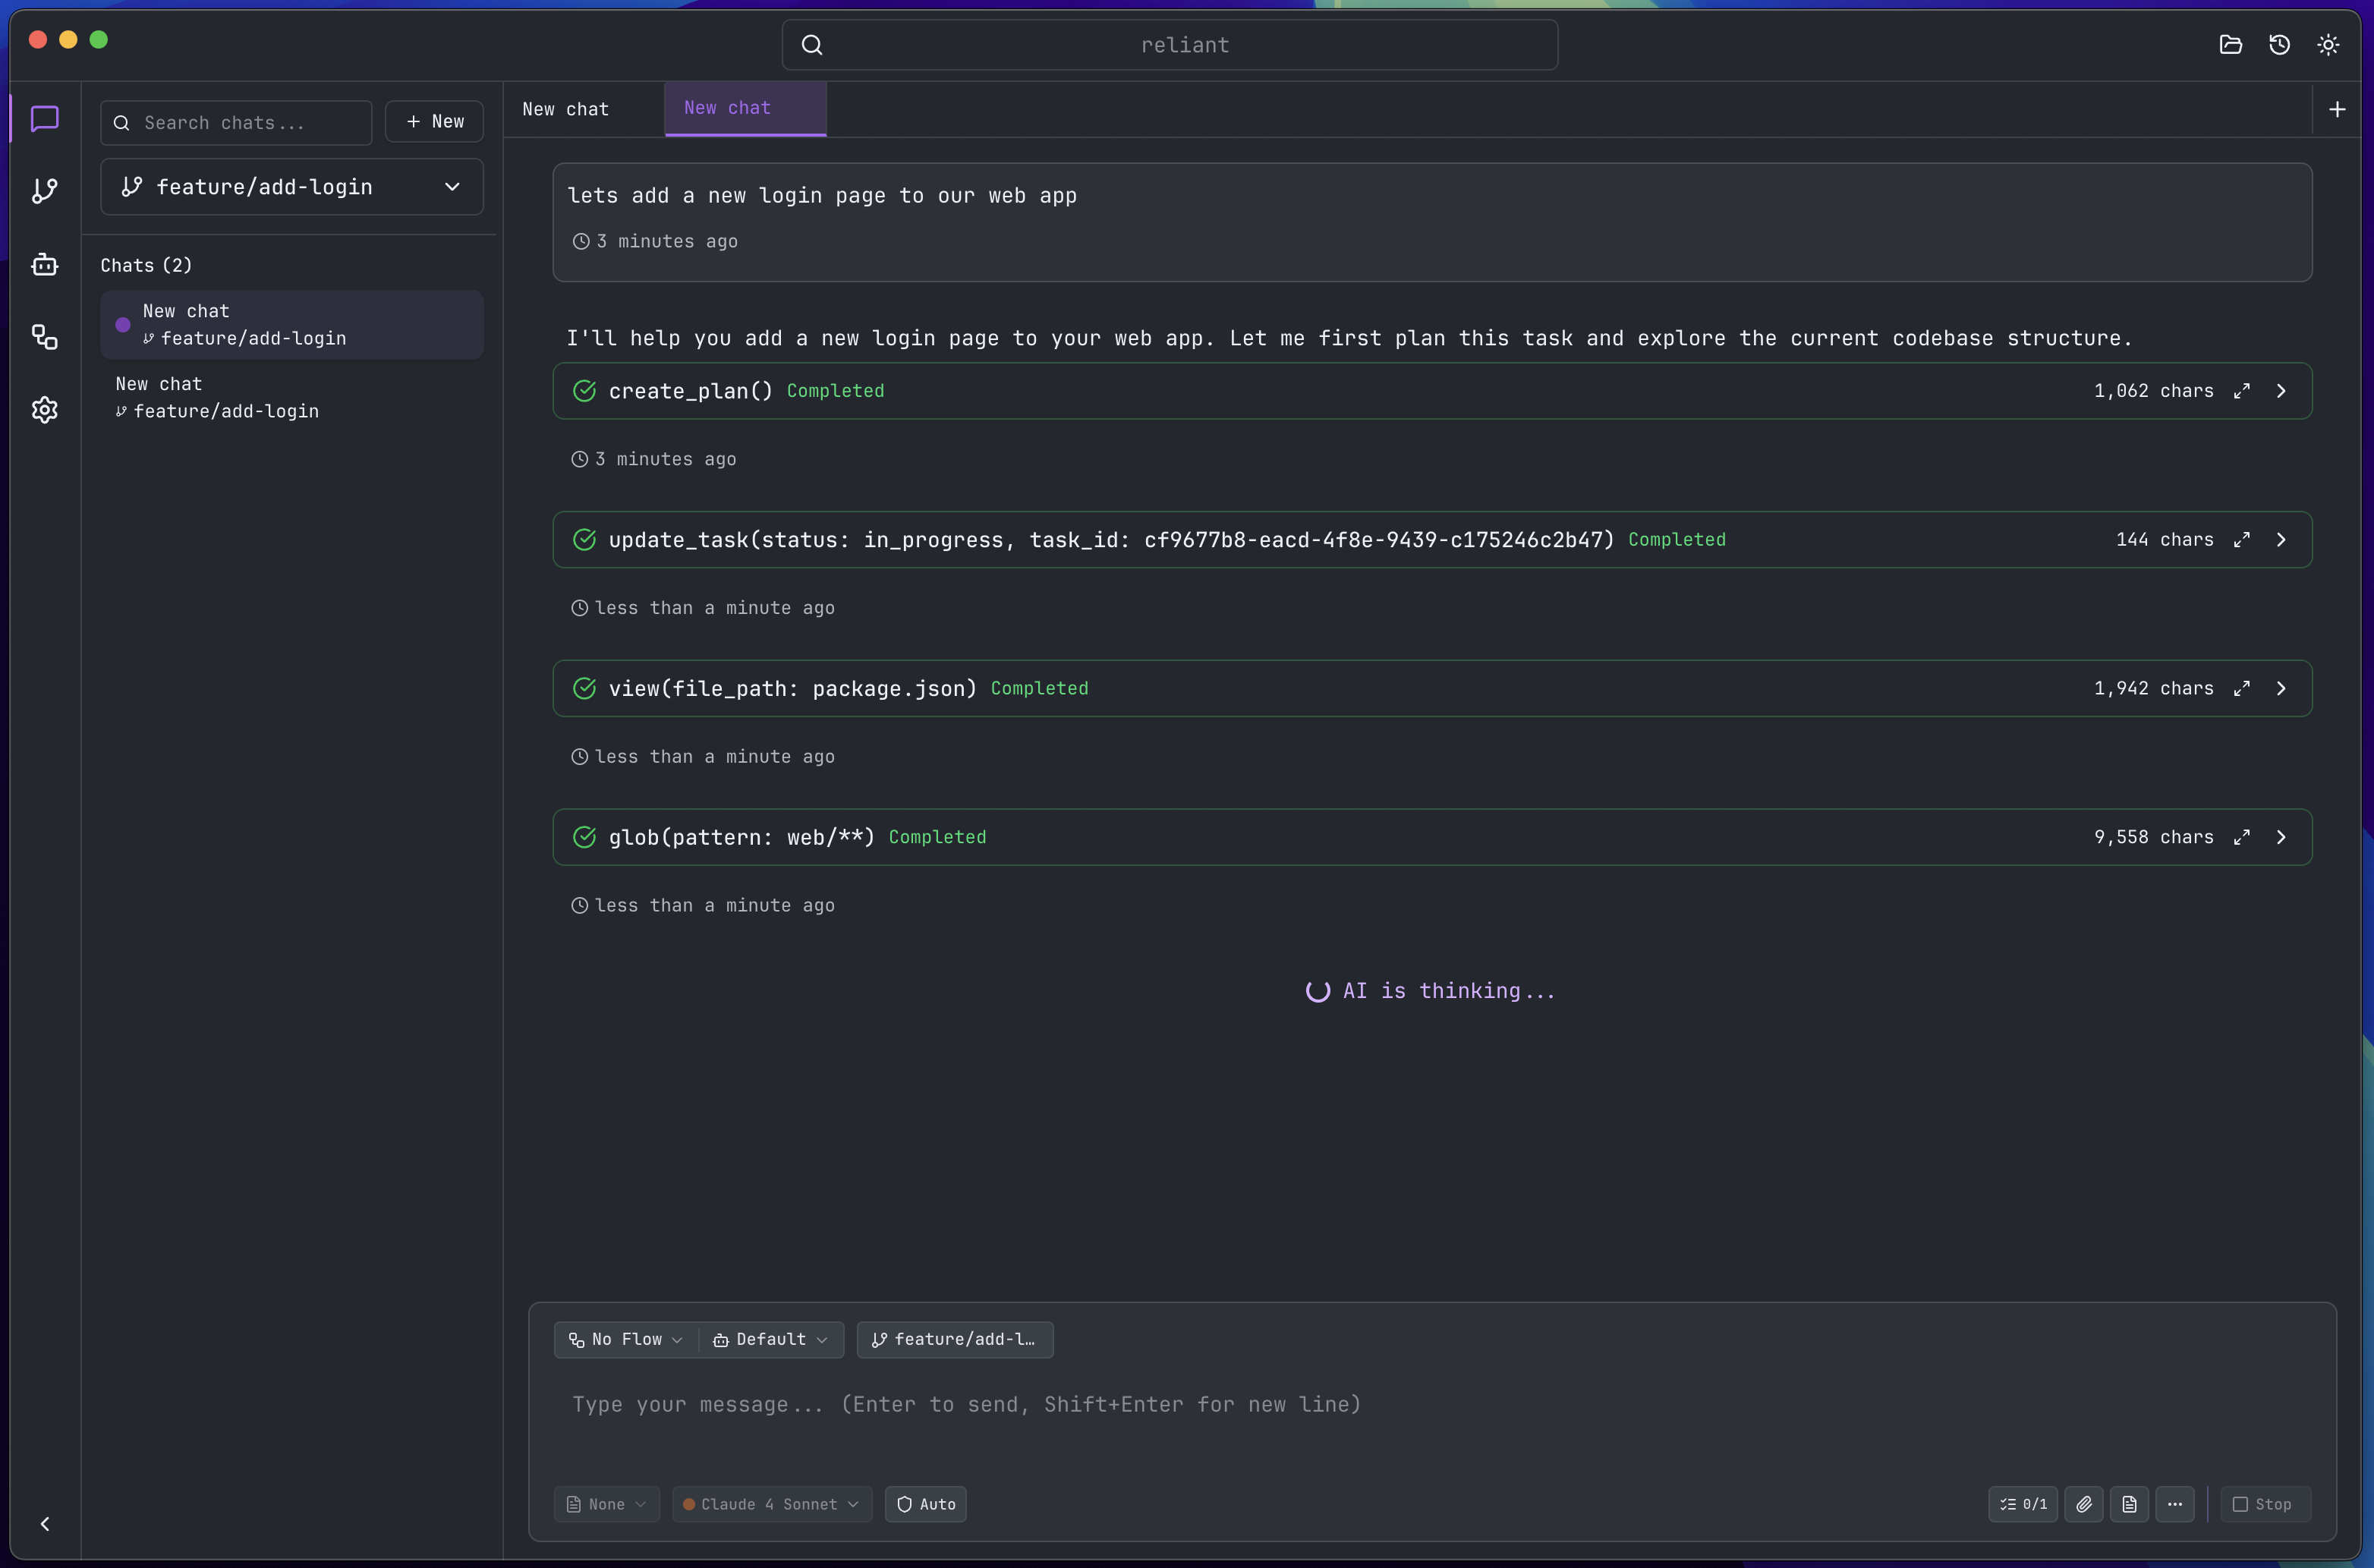 reliant
Search chats...
New
feature/add-login
Chats (2)
New chat
feature/add-login
New chat
feature/add-login
New chat
New chat
lets add a new login page to our web app
3 minutes ago
I'll help you add a new login page to your web app. Let me first plan this task and explore the current codebase structure.
create_plan() Completed 1,062 chars
3 minutes ago
update_task(status: in_progress, task_id: cf9677b8-eacd-4f8e-9439-c175246c2b47) Completed 144 chars
less than a minute ago
view(file_path: package.json) Completed 1,942 chars
less than a minute ago
glob(pattern: web/**) Completed 9,558 chars
less than a minute ago
AI is thinking...
No Flow Default feature/add-l…
Type your message... (Enter to send, Shift+Enter for new line)
None Claude 4 Sonnet Auto 0/1 Stop